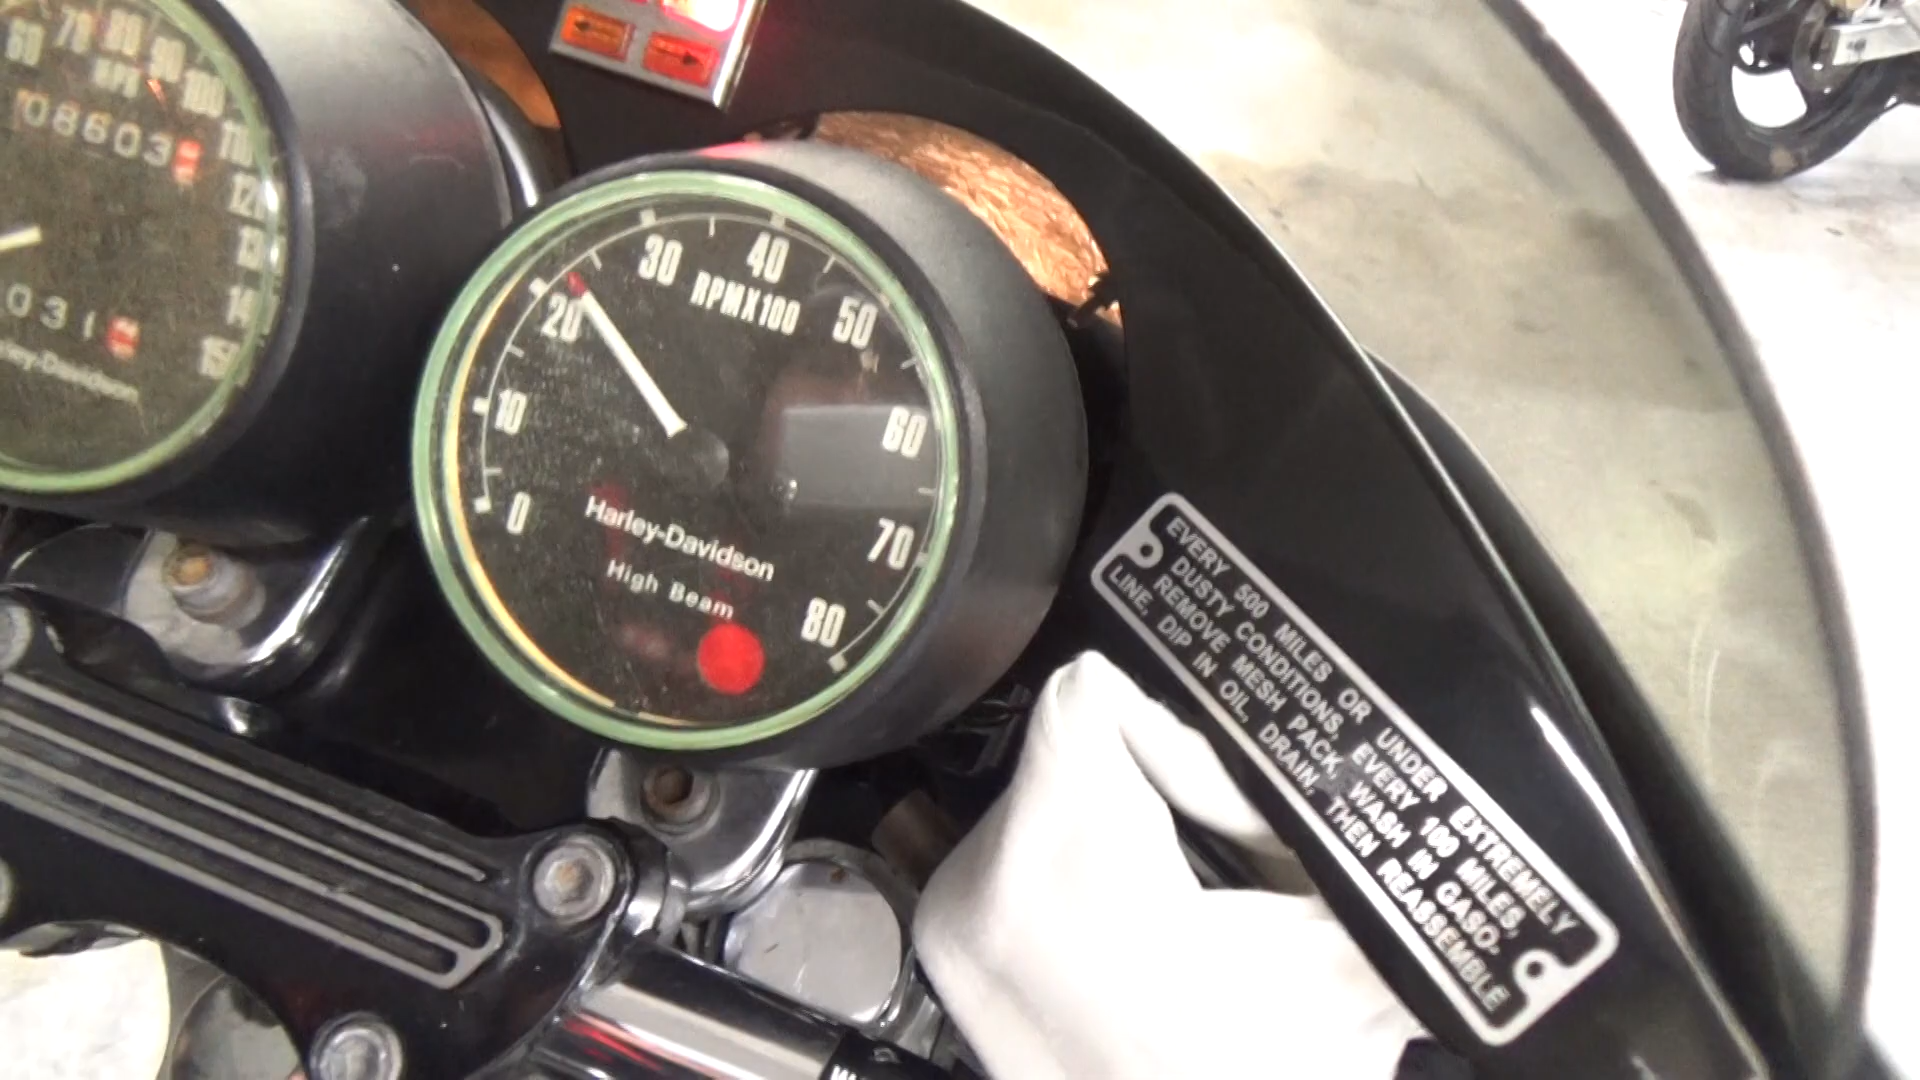 60 70 80 90 100 110 120 130 140 150
MPH
08603
031
Harley-Davidson
0 10 20 30 40 50 60 70 80
RPMX100
Harley-Davidson
High Beam
EVERY 500 MILES OR UNDER EXTREMELY
DUSTY CONDITIONS, EVERY 100 MILES,
REMOVE MESH PACK, WASH IN GASO-
LINE, DIP IN OIL, DRAIN, THEN REASSEMBLE